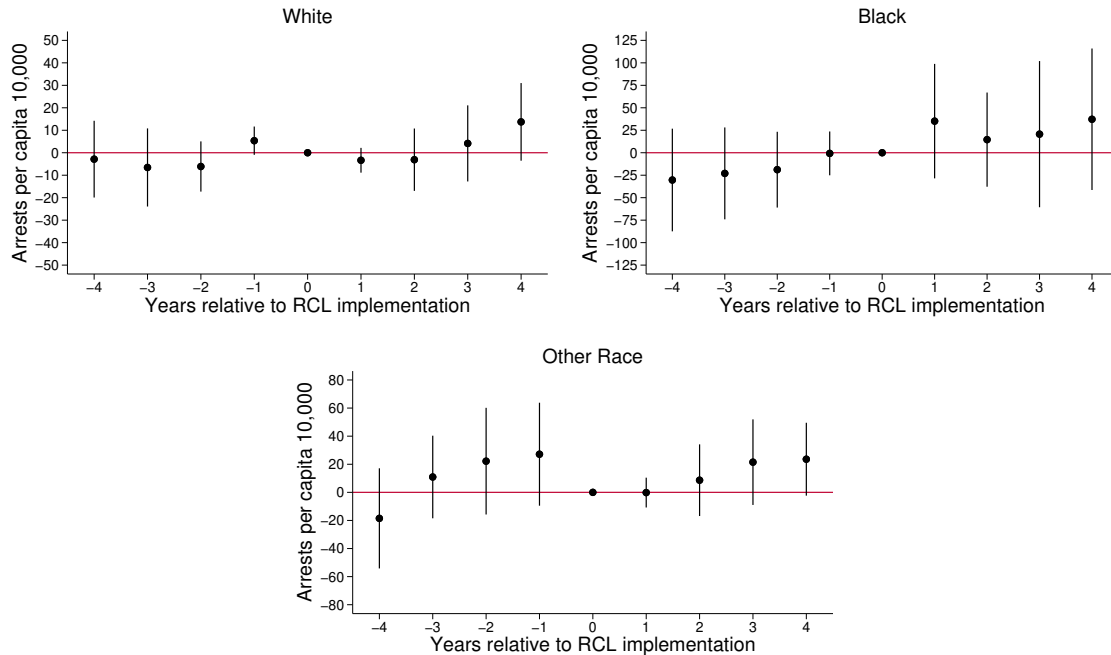 White
Arrests per capita 10,000
50
40
30
20
10
0
−10
−20
−30
−40
−50
−4 −3 −2 −1 0 1 2 3 4
Years relative to RCL implementation
Black
Arrests per capita 10,000
125
100
75
50
25
0
−25
−50
−75
−100
−125
−4 −3 −2 −1 0 1 2 3 4
Years relative to RCL implementation
Other Race
Arrests per capita 10,000
80
60
40
20
0
−20
−40
−60
−80
−4 −3 −2 −1 0 1 2 3 4
Years relative to RCL implementation